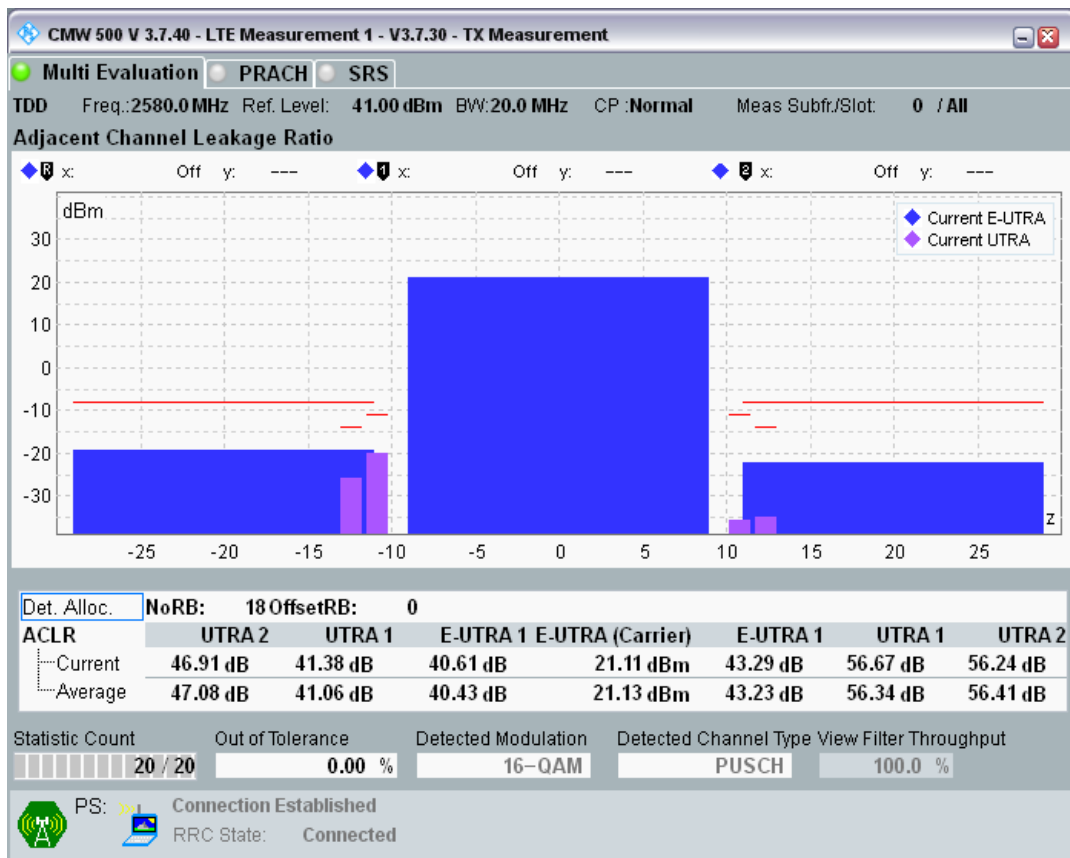 CMW 500 V 3.7.40 - LTE Measurement 1 - V3.7.30 - TX Measurement
Multi Evaluation PRACH SRS
TDD Freq.:2580.0 MHz Ref. Level: 41.00 dBm BW:20.0 MHz CP :Normal Meas Subfr./Slot: 0 / All
Adjacent Channel Leakage Ratio
R x: Off y: --- 1 x: Off y: --- 2 x: Off y: ---
dBm
Current E-UTRA
Current UTRA
30
20
10
0
-10
-20
-30
z
-25 -20 -15 -10 -5 0 5 10 15 20 25
Det. Alloc. NoRB: 18 OffsetRB: 0
ACLR UTRA 2 UTRA 1 E-UTRA 1 E-UTRA (Carrier) E-UTRA 1 UTRA 1 UTRA 2
Current 46.91 dB 41.38 dB 40.61 dB 21.11 dBm 43.29 dB 56.67 dB 56.24 dB
Average 47.08 dB 41.06 dB 40.43 dB 21.13 dBm 43.23 dB 56.34 dB 56.41 dB
Statistic Count Out of Tolerance Detected Modulation Detected Channel Type View Filter Throughput
20 / 20 0.00 % 16-QAM PUSCH 100.0 %
PS: Connection Established
RRC State: Connected